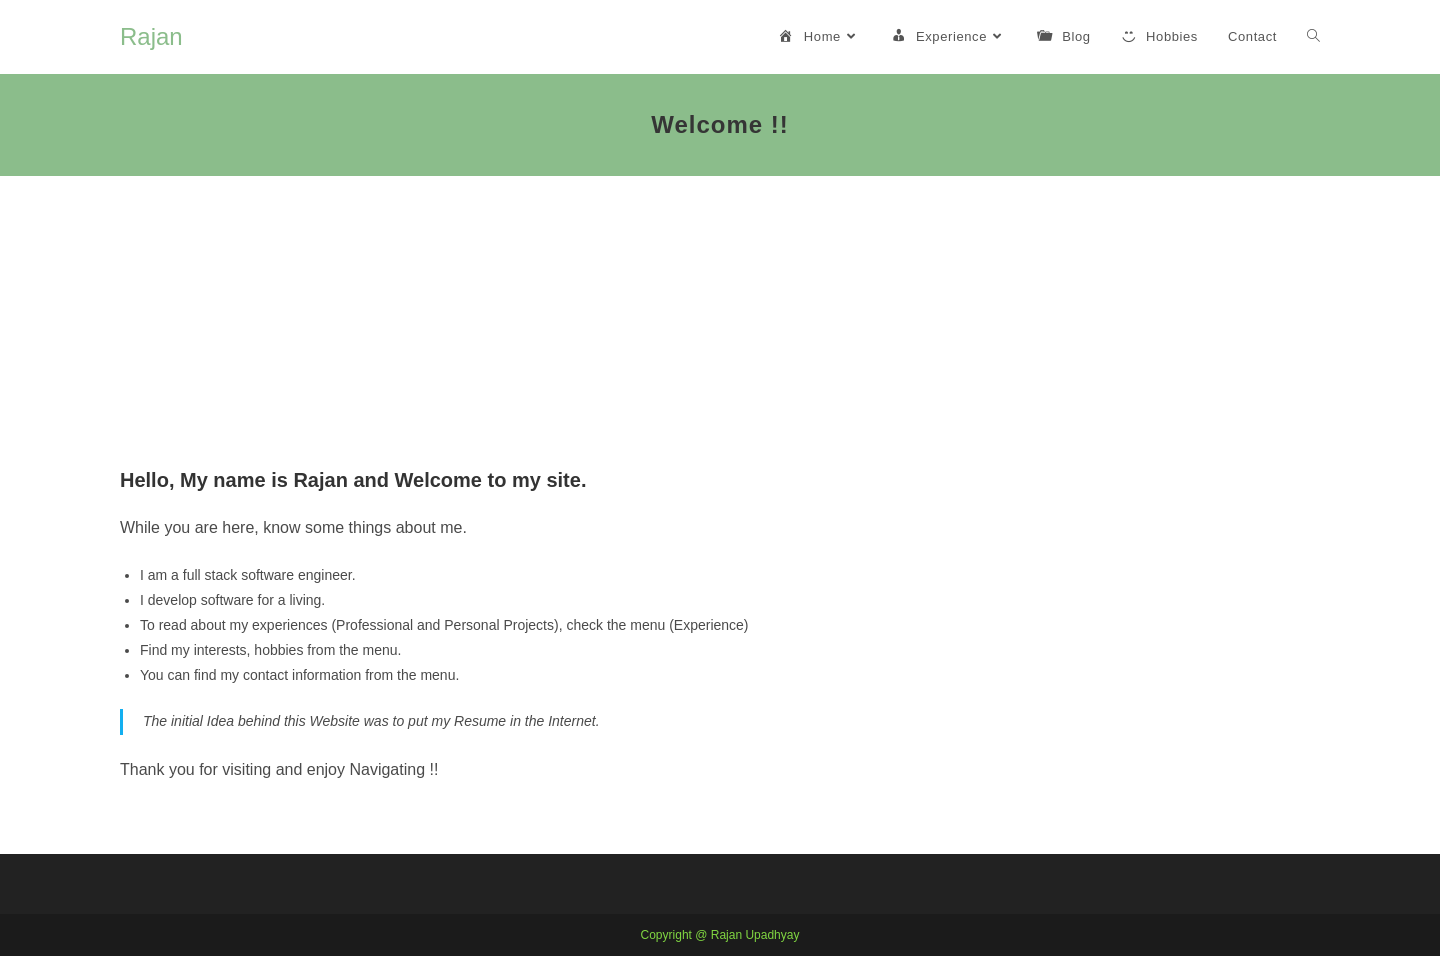 Rajan
Home
Experience
Blog
Hobbies
Contact
Welcome !!
Hello, My name is Rajan and Welcome to my site.
While you are here, know some things about me.
I am a full stack software engineer.
I develop software for a living.
To read about my experiences (Professional and Personal Projects), check the menu (Experience)
Find my interests, hobbies from the menu.
You can find my contact information from the menu.
The initial Idea behind this Website was to put my Resume in the Internet.
Thank you for visiting and enjoy Navigating !!
Copyright @ Rajan Upadhyay